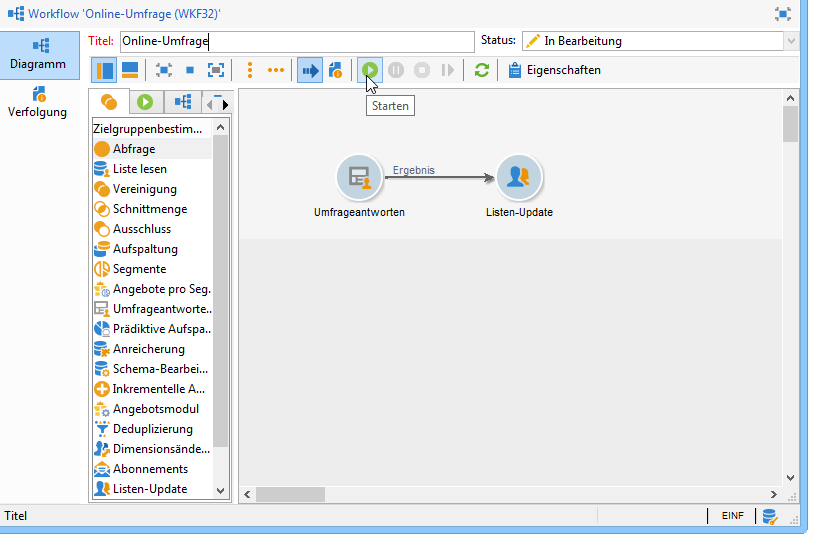 Workflow 'Online-Umfrage (WKF32)'
Diagramm
Verfolgung
Titel: Online-Umfrage Status: In Bearbeitung
Eigenschaften
Starten
Zielgruppenbestim...
Abfrage
Liste lesen
Vereinigung
Schnittmenge
Ausschluss
Aufspaltung
Segmente
Angebote pro Seg.
Umfrageantworte..
Prädiktive Aufspa..
Anreicherung
Schema-Bearbei...
Inkrementelle A...
Angebotsmodul
Deduplizierung
Dimensionsände...
Abonnements
Listen-Update
Ergebnis
Umfrageantworten
Listen-Update
Titel
EINF